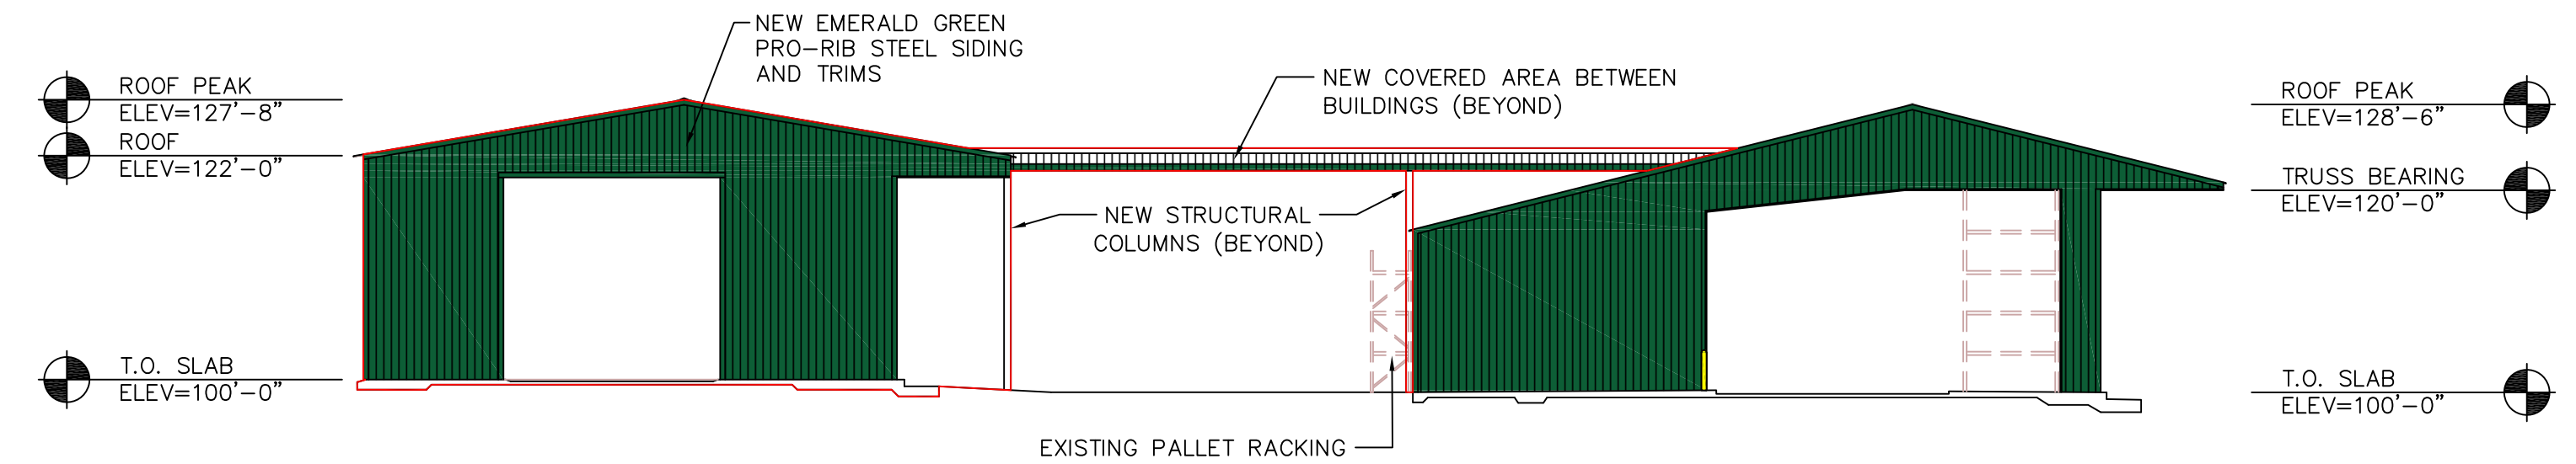 NEW EMERALD GREEN
PRO-RIB STEEL SIDING
AND TRIMS
NEW COVERED AREA BETWEEN
BUILDINGS (BEYOND)
ROOF PEAK
ELEV=127'-8"
ROOF
ELEV=122'-0"
T.O. SLAB
ELEV=100'-0"
NEW STRUCTURAL
COLUMNS (BEYOND)
EXISTING PALLET RACKING
ROOF PEAK
ELEV=128'-6"
TRUSS BEARING
ELEV=120'-0"
T.O. SLAB
ELEV=100'-0"